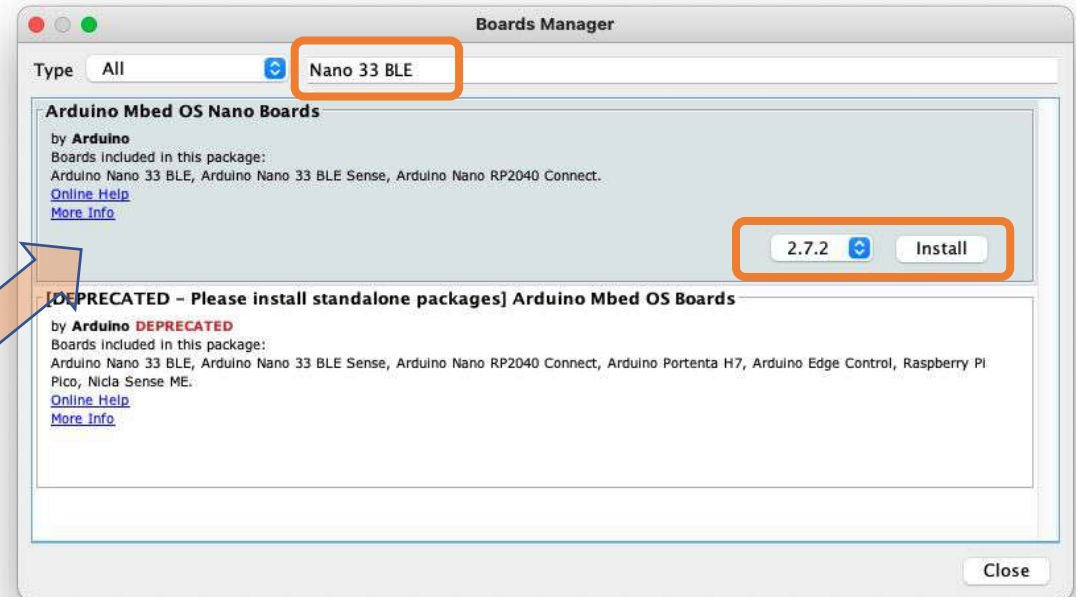 Boards Manager
Type All Nano 33 BLE
Arduino Mbed OS Nano Boards
by Arduino
Boards included in this package:
Arduino Nano 33 BLE, Arduino Nano 33 BLE Sense, Arduino Nano RP2040 Connect.
Online Help
More Info
2.7.2 Install
[DEPRECATED - Please install standalone packages] Arduino Mbed OS Boards
by Arduino DEPRECATED
Boards included in this package:
Arduino Nano 33 BLE, Arduino Nano 33 BLE Sense, Arduino Nano RP2040 Connect, Arduino Portenta H7, Arduino Edge Control, Raspberry Pi
Pico, Nicla Sense ME.
Online Help
More Info
Close